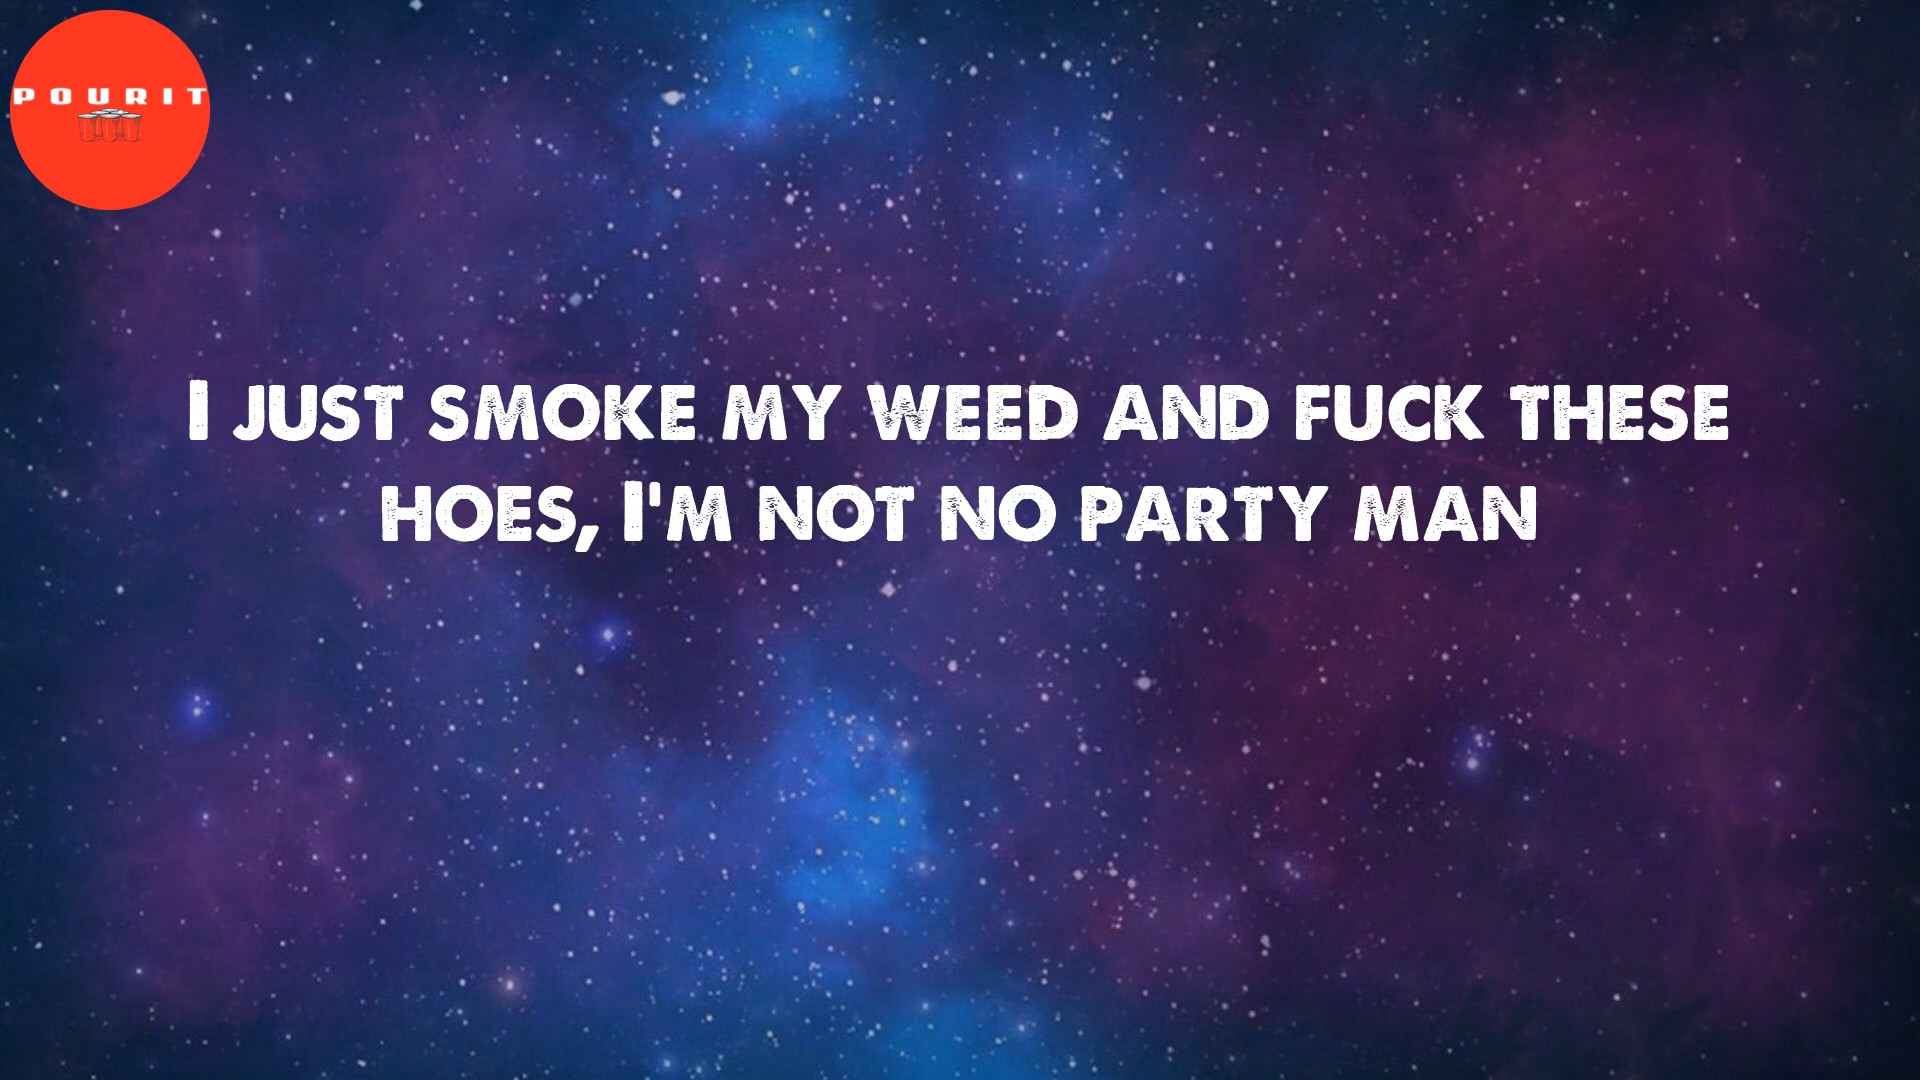 POURIT
I JUST SMOKE MY WEED AND FUCK THESE
HOES, I'M NOT NO PARTY MAN